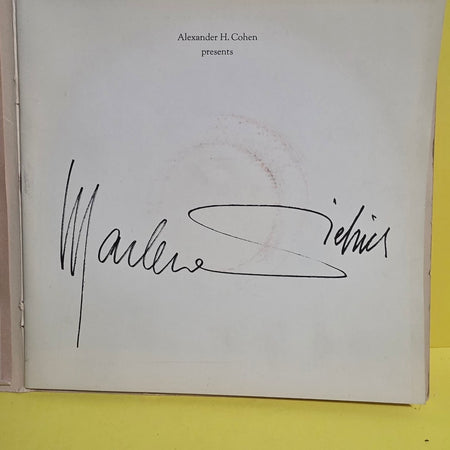 Alexander H. Cohen
presents
Marlene Dietrich